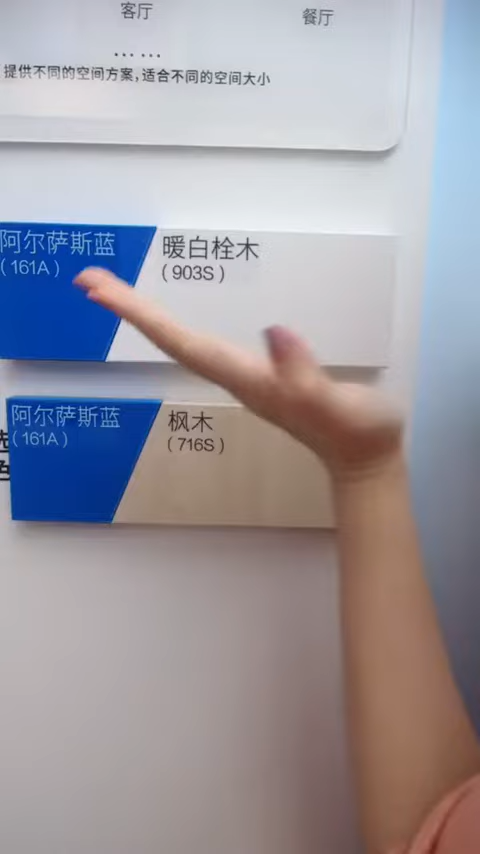 客厅
餐厅
……
提供不同的空间方案,适合不同的空间大小
阿尔萨斯蓝
(161A)
暖白栓木
(903S)
阿尔萨斯蓝
(161A)
枫木
(716S)
色